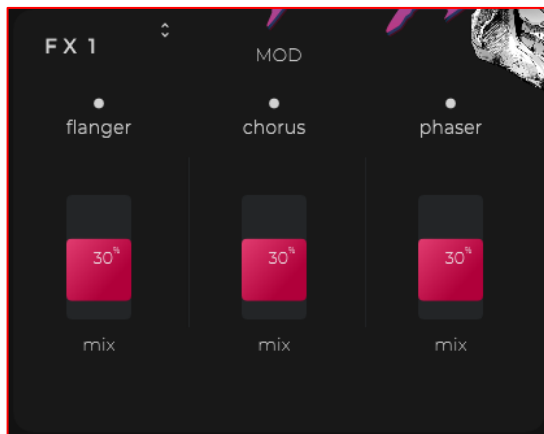 FX 1
MOD
flanger chorus phaser
30% 30% 30%
mix mix mix